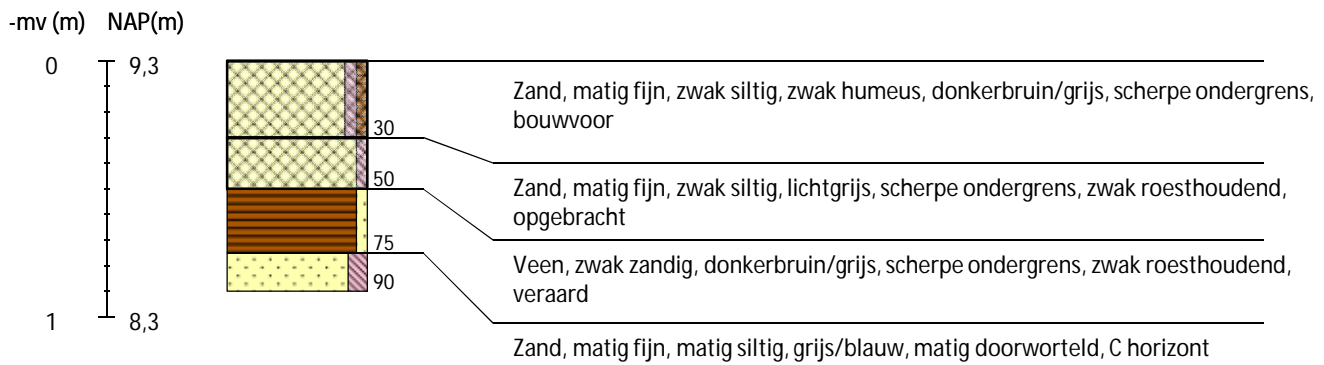 -mv (m) NAP(m)
0 9,3
Zand, matig fijn, zwak siltig, zwak humeus, donkerbruin/grijs, scherpe ondergrens,
bouwvoor
30
Zand, matig fijn, zwak siltig, lichtgrijs, scherpe ondergrens, zwak roesthoudend,
opgebracht
50
Veen, zwak zandig, donkerbruin/grijs, scherpe ondergrens, zwak roesthoudend,
veraard
75
90
1 8,3
Zand, matig fijn, matig siltig, grijs/blauw, matig doorworteld, C horizont